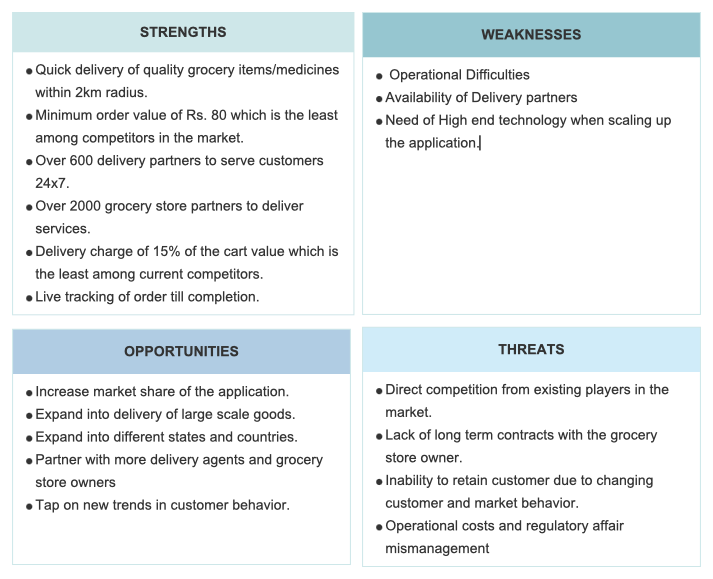 STRENGTHS
● Quick delivery of quality grocery items/medicines
within 2km radius.
● Minimum order value of Rs. 80 which is the least
among competitors in the market.
● Over 600 delivery partners to serve customers
24x7.
● Over 2000 grocery store partners to deliver
services.
● Delivery charge of 15% of the cart value which is
the least among current competitors.
● Live tracking of order till completion.
WEAKNESSES
● Operational Difficulties
● Availability of Delivery partners
● Need of High end technology when scaling up
the application.
OPPORTUNITIES
● Increase market share of the application.
● Expand into delivery of large scale goods.
● Expand into different states and countries.
● Partner with more delivery agents and grocery
store owners
● Tap on new trends in customer behavior.
THREATS
● Direct competition from existing players in the
market.
● Lack of long term contracts with the grocery
store owner.
● Inability to retain customer due to changing
customer and market behavior.
● Operational costs and regulatory affair
mismanagement